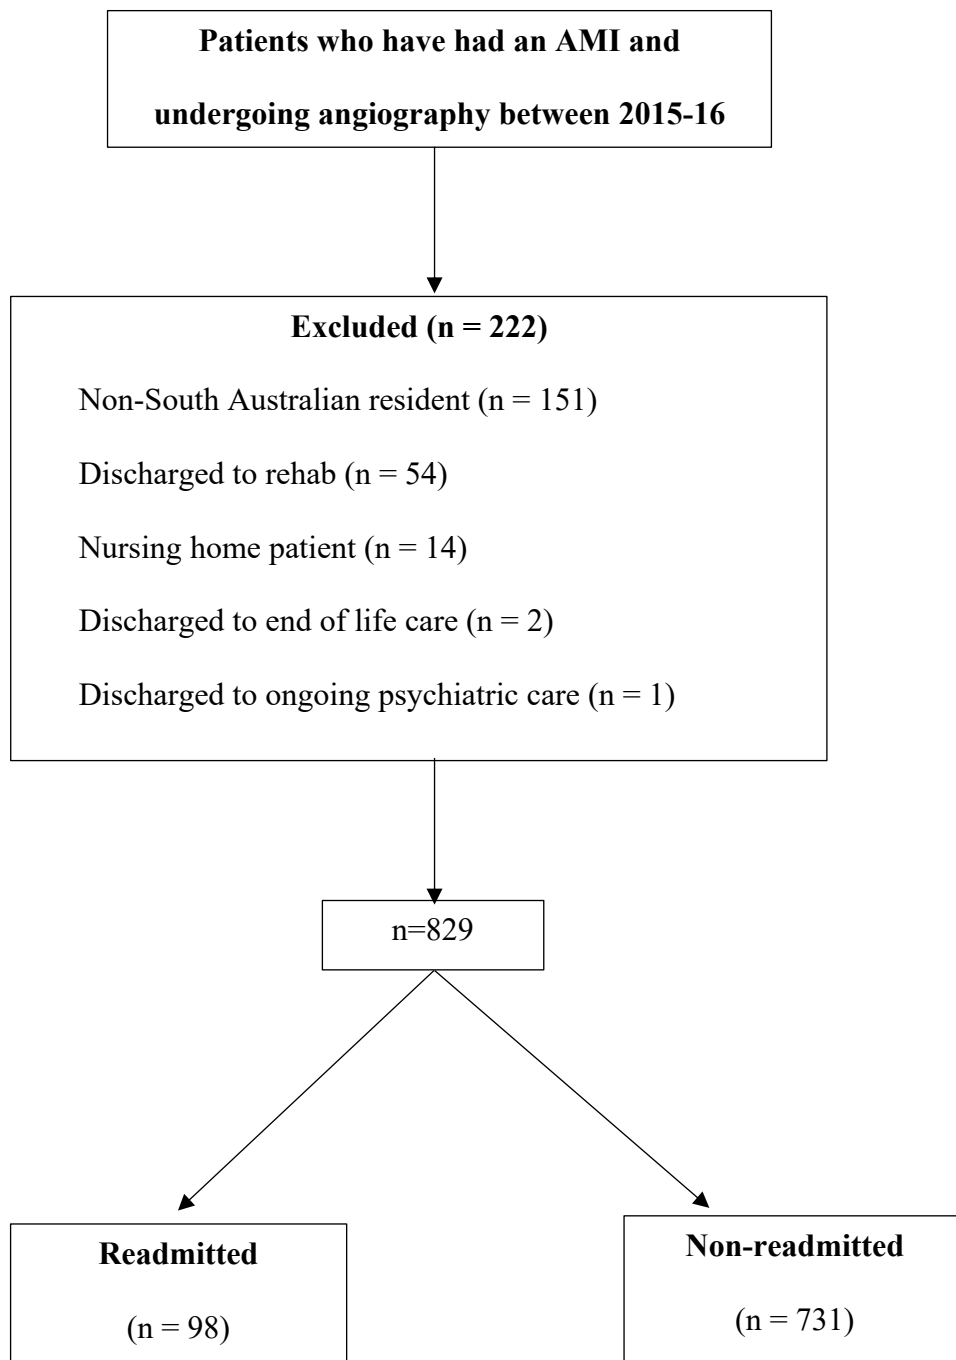 Patients who have had an AMI and
undergoing angiography between 2015-16
Excluded (n = 222)
Non-South Australian resident (n = 151)
Discharged to rehab (n = 54)
Nursing home patient (n = 14)
Discharged to end of life care (n = 2)
Discharged to ongoing psychiatric care (n = 1)
n=829
Readmitted
(n = 98)
Non-readmitted
(n = 731)